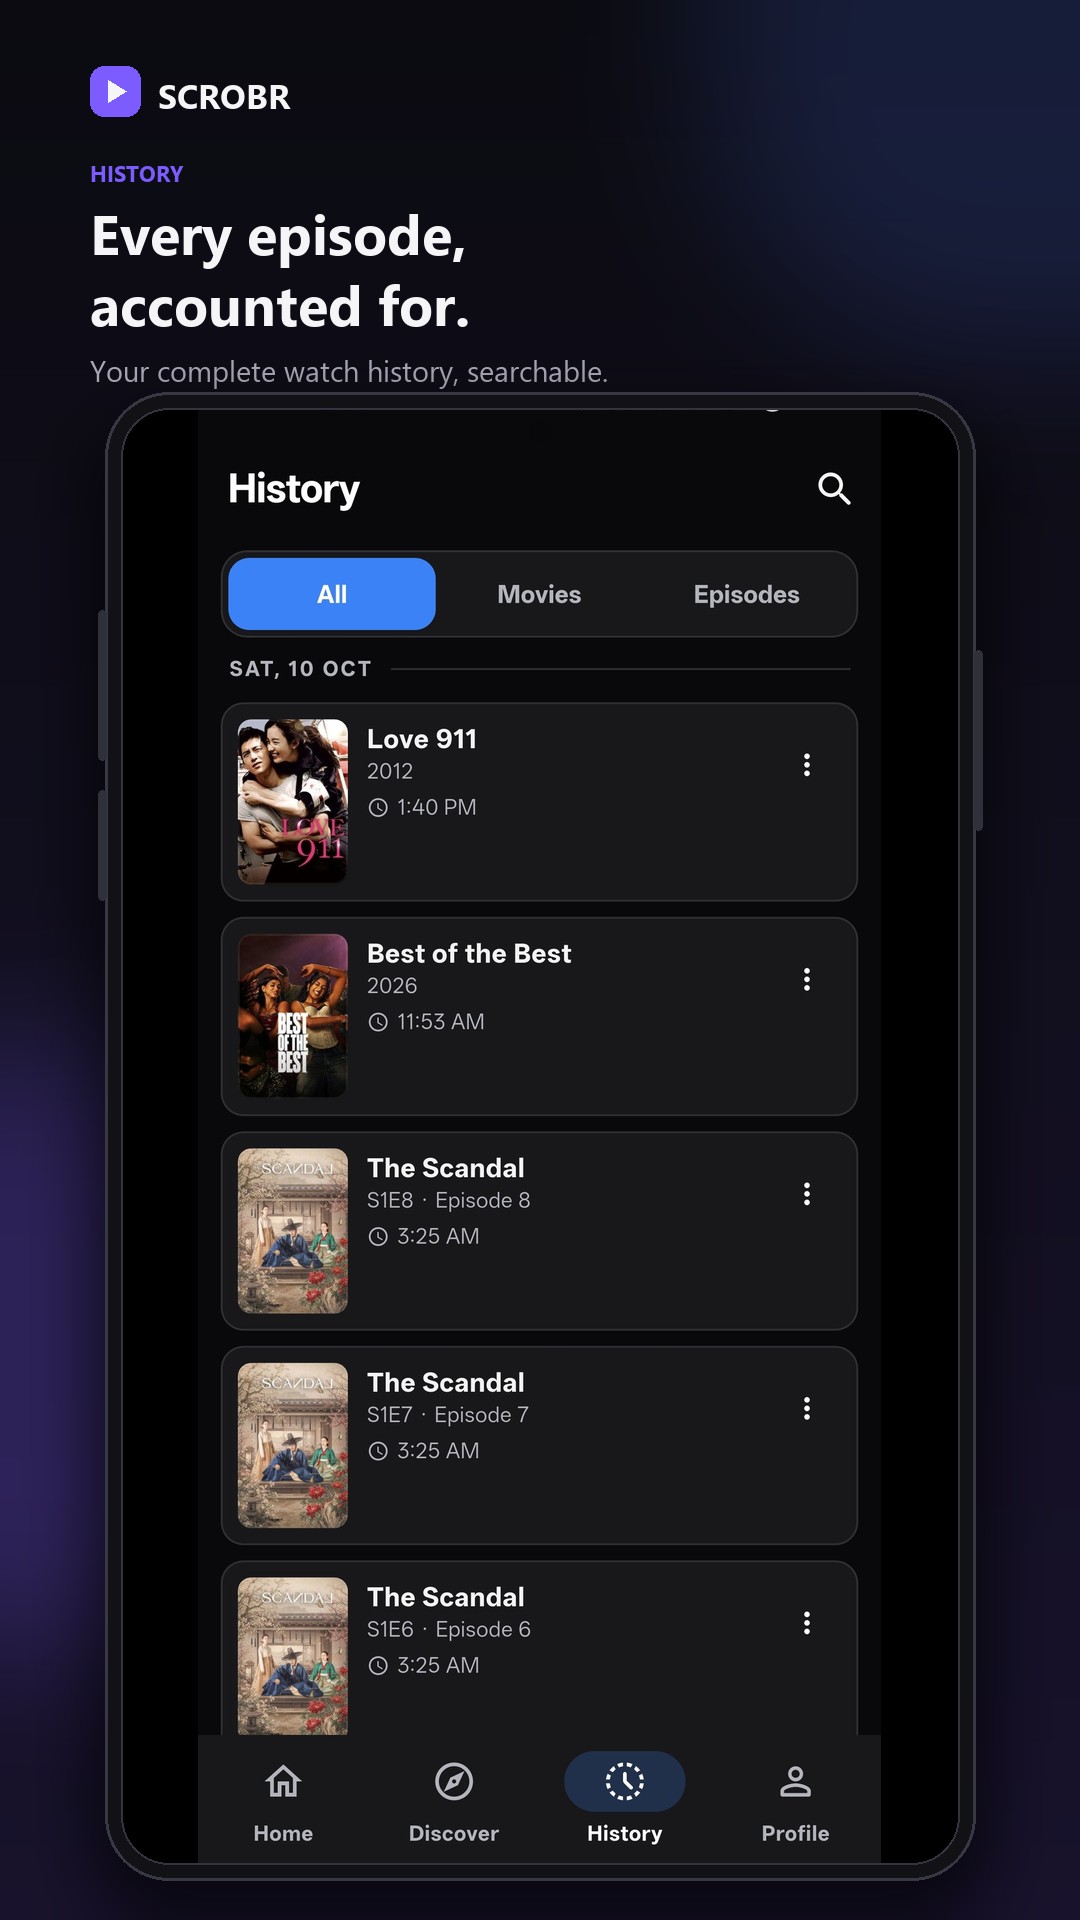 SCROBR
HISTORY
Every episode,
accounted for.
Your complete watch history, searchable.
History
All
Movies
Episodes
SAT, 10 OCT
Love 911
2012
1:40 PM
LOVE
911
Best of the Best
2026
11:53 AM
BEST
OF THE
BEST
The Scandal
S1E8 · Episode 8
3:25 AM
SCANDAL
The Scandal
S1E7 · Episode 7
3:25 AM
SCANDAL
The Scandal
S1E6 · Episode 6
3:25 AM
SCANDAL
Home
Discover
History
Profile